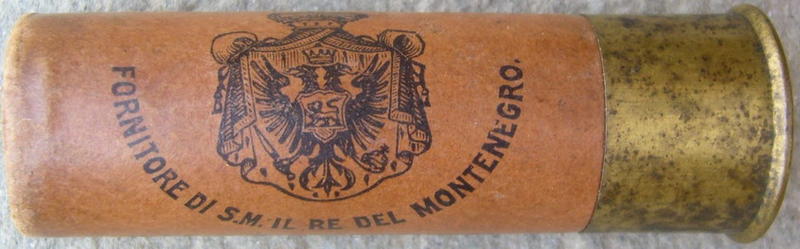 FORNITORE DI S.M. IL RE DEL MONTENEGRO.